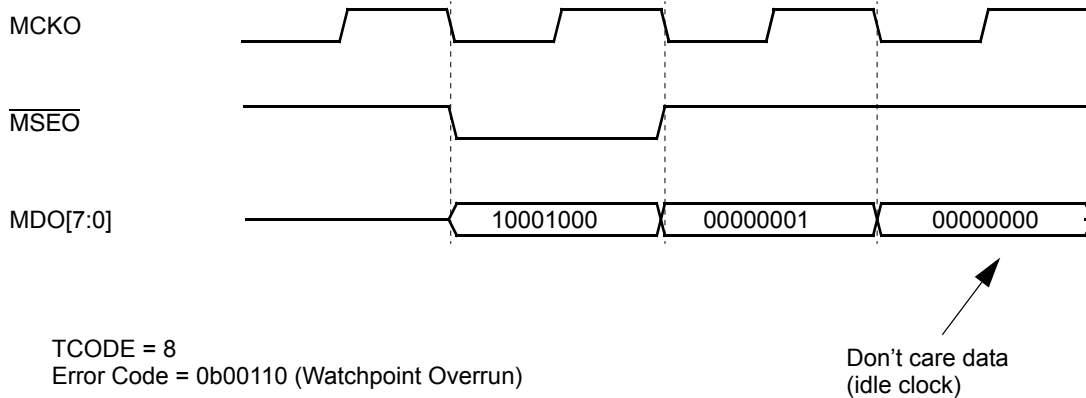 MCKO
MSEO
MDO[7:0]
10001000
00000001
00000000
TCODE = 8
Error Code = 0b00110 (Watchpoint Overrun)
Don’t care data
(idle clock)